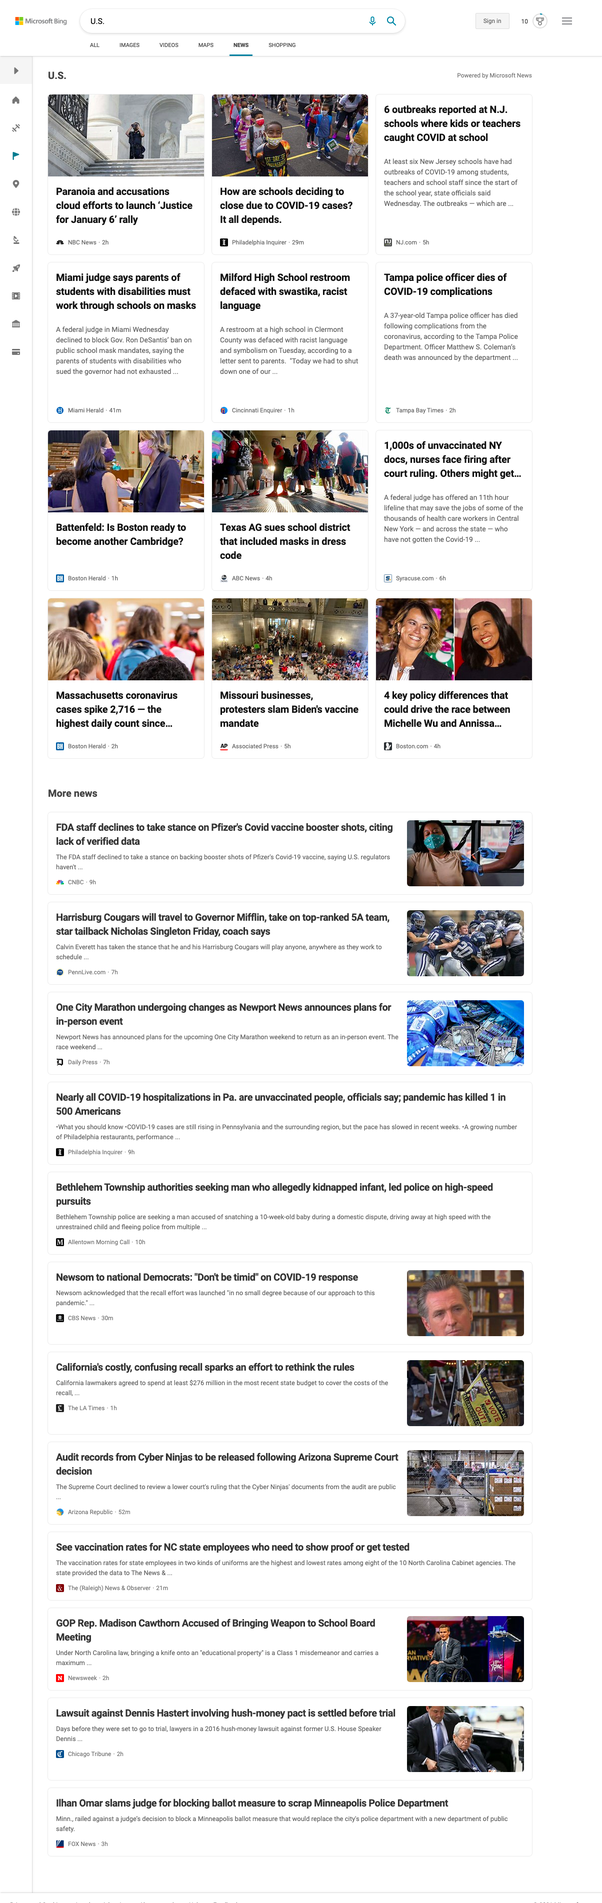 Microsoft Bing
U.S.
Sign in
10
ALL IMAGES VIDEOS MAPS NEWS SHOPPING
U.S.
Powered by Microsoft News
Paranoia and accusations
cloud efforts to launch ‘Justice
for January 6’ rally
NBC News · 2h
How are schools deciding to
close due to COVID-19 cases?
It all depends.
Philadelphia Inquirer · 29m
6 outbreaks reported at N.J.
schools where kids or teachers
caught COVID at school
At least six New Jersey schools have had
outbreaks of COVID-19 among students,
teachers and school staff since the start of
the school year, state officials said
Wednesday. The outbreaks — which are ...
NJ.com · 5h
Miami judge says parents of
students with disabilities must
work through schools on masks
A federal judge in Miami Wednesday
declined to block Gov. Ron DeSantis’ ban on
public school mask mandates, saying the
parents of students with disabilities who
sued the governor had not exhausted ...
Miami Herald · 41m
Milford High School restroom
defaced with swastika, racist
language
A restroom at a high school in Clermont
County was defaced with racist language
and symbolism on Tuesday, according to a
letter sent to parents. "Today we had to shut
down one of our ...
Cincinnati Enquirer · 1h
Tampa police officer dies of
COVID-19 complications
A 37-year-old Tampa police officer has died
following complications from the
coronavirus, according to the Tampa Police
Department. Officer Matthew S. Coleman’s
death was announced by the department ...
Tampa Bay Times · 2h
Battenfeld: Is Boston ready to
become another Cambridge?
Boston Herald · 1h
Texas AG sues school district
that included masks in dress
code
ABC News · 4h
1,000s of unvaccinated NY
docs, nurses face firing after
court ruling. Others might get...
A federal judge has offered an 11th hour
lifeline that may save the jobs of some of the
thousands of health care workers in Central
New York — and across the state — who
have not gotten the Covid-19 ...
Syracuse.com · 6h
Massachusetts coronavirus
cases spike 2,716 — the
highest daily count since...
Boston Herald · 2h
Missouri businesses,
protesters slam Biden's vaccine
mandate
AP Associated Press · 5h
4 key policy differences that
could drive the race between
Michelle Wu and Annissa...
Boston.com · 4h
More news
FDA staff declines to take stance on Pfizer's Covid vaccine booster shots, citing
lack of verified data
The FDA staff declined to take a stance on backing booster shots of Pfizer's Covid-19 vaccine, saying U.S. regulators
haven't ...
CNBC · 9h
Harrisburg Cougars will travel to Governor Mifflin, take on top-ranked 5A team,
star tailback Nicholas Singleton Friday, coach says
Calvin Everett has taken the stance that he and his Harrisburg Cougars will play anyone, anywhere as they work to
schedule ...
PennLive.com · 7h
One City Marathon undergoing changes as Newport News announces plans for
in-person event
Newport News has announced plans for the upcoming One City Marathon weekend to return as an in-person event. The
race weekend ...
Daily Press · 7h
Nearly all COVID-19 hospitalizations in Pa. are unvaccinated people, officials say; pandemic has killed 1 in
500 Americans
•What you should know •COVID-19 cases are still rising in Pennsylvania and the surrounding region, but the pace has slowed in recent weeks. •A growing number
of Philadelphia restaurants, performance ...
Philadelphia Inquirer · 9h
Bethlehem Township authorities seeking man who allegedly kidnapped infant, led police on high-speed
pursuits
Bethlehem Township police are seeking a man accused of snatching a 10-week-old baby during a domestic dispute, driving away at high speed with the
unrestrained child and fleeing police from multiple ...
Allentown Morning Call · 10h
Newsom to national Democrats: "Don't be timid" on COVID-19 response
Newsom acknowledged that the recall effort was launched "in no small degree because of our approach to this
pandemic." ...
CBS News · 30m
California's costly, confusing recall sparks an effort to rethink the rules
California lawmakers agreed to spend at least $276 million in the most recent state budget to cover the costs of the
recall, ...
The LA Times · 1h
Audit records from Cyber Ninjas to be released following Arizona Supreme Court
decision
The Supreme Court declined to review a lower court's ruling that the Cyber Ninjas' documents from the audit are public
...
Arizona Republic · 52m
See vaccination rates for NC state employees who need to show proof or get tested
The vaccination rates for state employees in two kinds of uniforms are the highest and lowest rates among eight of the 10 North Carolina Cabinet agencies. The
state provided the data to The News & ...
The (Raleigh) News & Observer · 21m
GOP Rep. Madison Cawthorn Accused of Bringing Weapon to School Board
Meeting
Under North Carolina law, bringing a knife onto an "educational property" is a Class 1 misdemeanor and carries a
maximum ...
Newsweek · 2h
Lawsuit against Dennis Hastert involving hush-money pact is settled before trial
Days before they were set to go to trial, lawyers in a 2016 hush-money lawsuit against former U.S. House Speaker
Dennis ...
Chicago Tribune · 2h
Ilhan Omar slams judge for blocking ballot measure to scrap Minneapolis Police Department
Minn., railed against a judge's decision to block a Minneapolis ballot measure that would replace the city's police department with a new department of public
safety.
FOX News · 3h